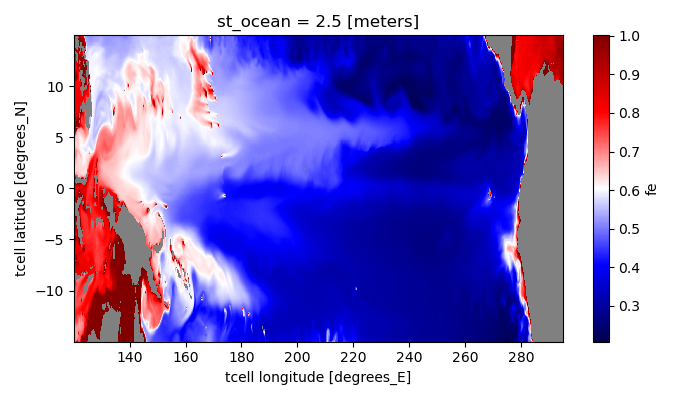 st_ocean = 2.5 [meters]
10
5
0
−5
−10
tcell latitude [degrees_N]
140 160 180 200 220 240 260 280
tcell longitude [degrees_E]
1.0
0.9
0.8
0.7
0.6
0.5
0.4
0.3
fe